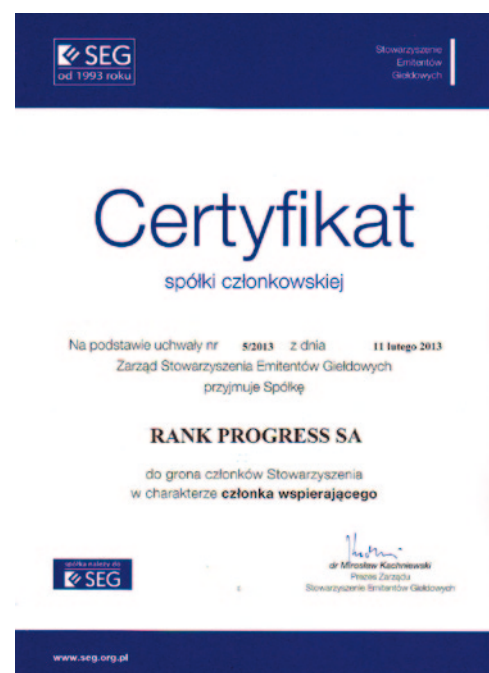 SEG
od 1993 roku
Stowarzyszenie
Emitentów
Giełdowych
Certyfikat
spółki członkowskiej
Na podstawie uchwały nr 5/2013 z dnia 11 lutego 2013
Zarząd Stowarzyszenia Emitentów Giełdowych
przyjmuje Spółkę
RANK PROGRESS SA
do grona członków Stowarzyszenia
w charakterze członka wspierającego
dr Mirosław Kachniewski
Prezes Zarządu
Stowarzyszenie Emitentów Giełdowych
spółka należy do
SEG
www.seg.org.pl